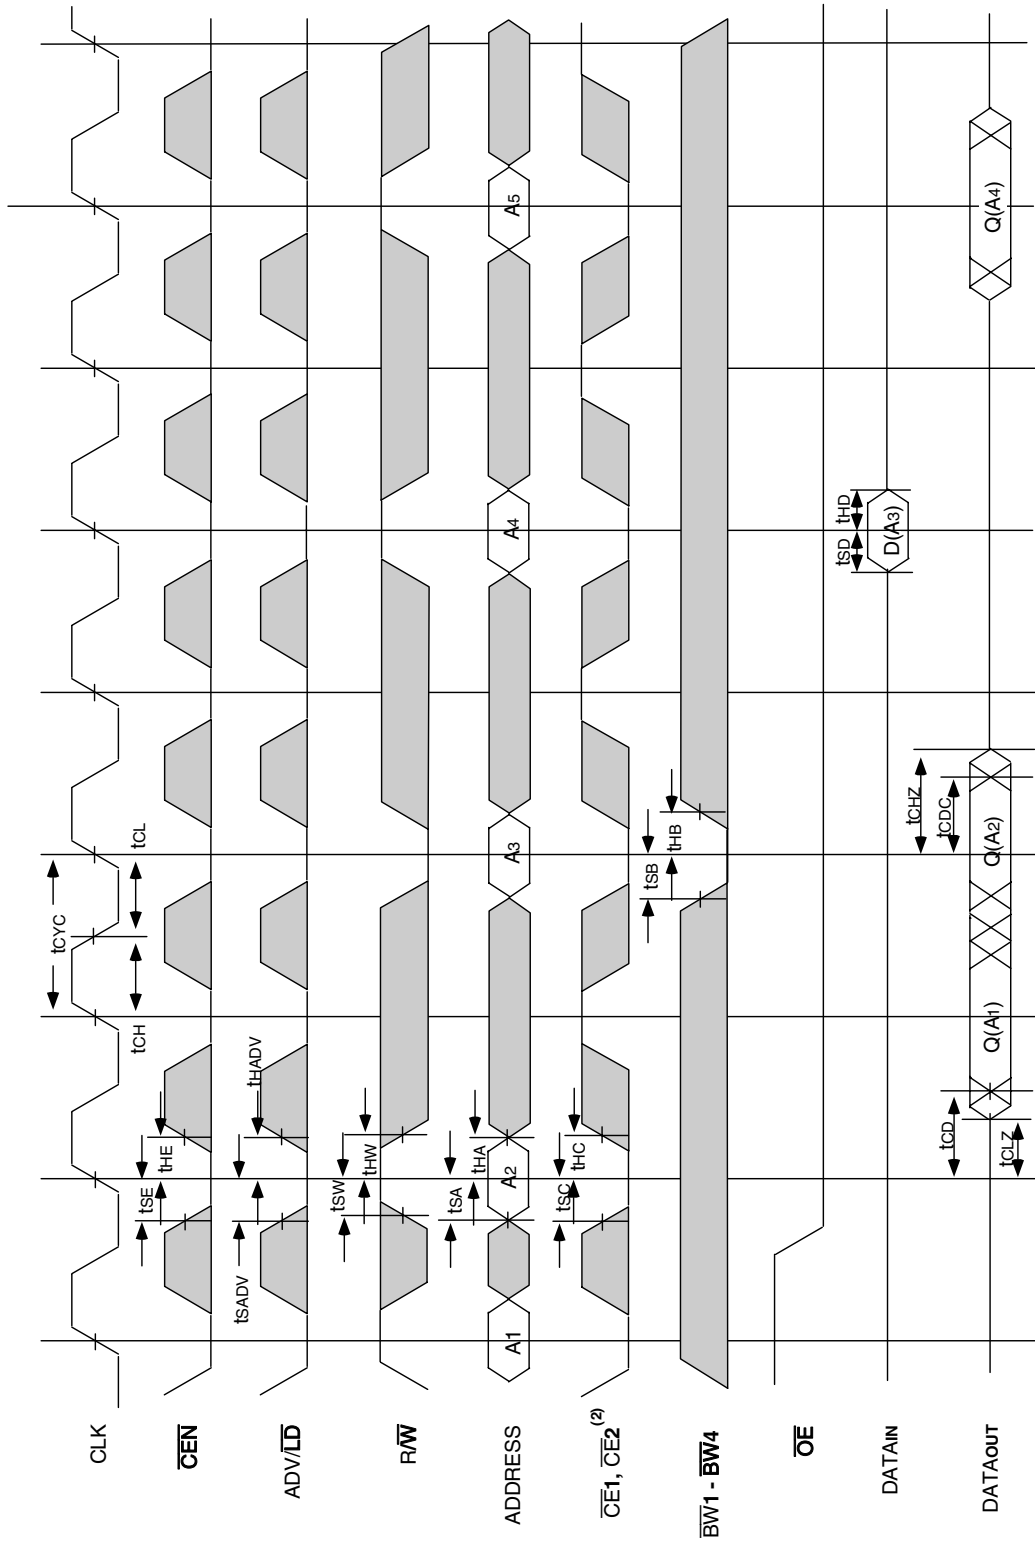 CLK
tCYC
tCH
tCL
CEN
tSE
tHE
ADV/LD
tSADV
tHADV
R/W
tSW
tHW
ADDRESS
A1
A2
A3
A4
A5
tSA
tHA
CE1, CE2(2)
tSC
tHC
BW1 - BW4
tSB
tHB
OE
DATAIN
D(A3)
tSD
tHD
DATAOUT
tCD
tCLZ
Q(A1)
Q(A2)
tCHZ
tCDC
Q(A4)